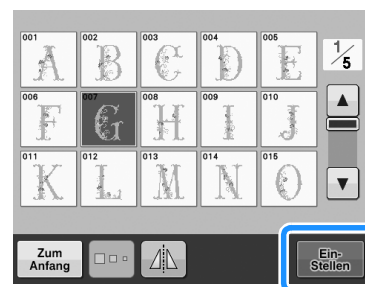 001 002 003 004 005
A B C D E
1/5
006 007 008 009 010
F G H I J
011 012 013 014 015
K L M N O
Zum
Anfang
Ein-
Stellen